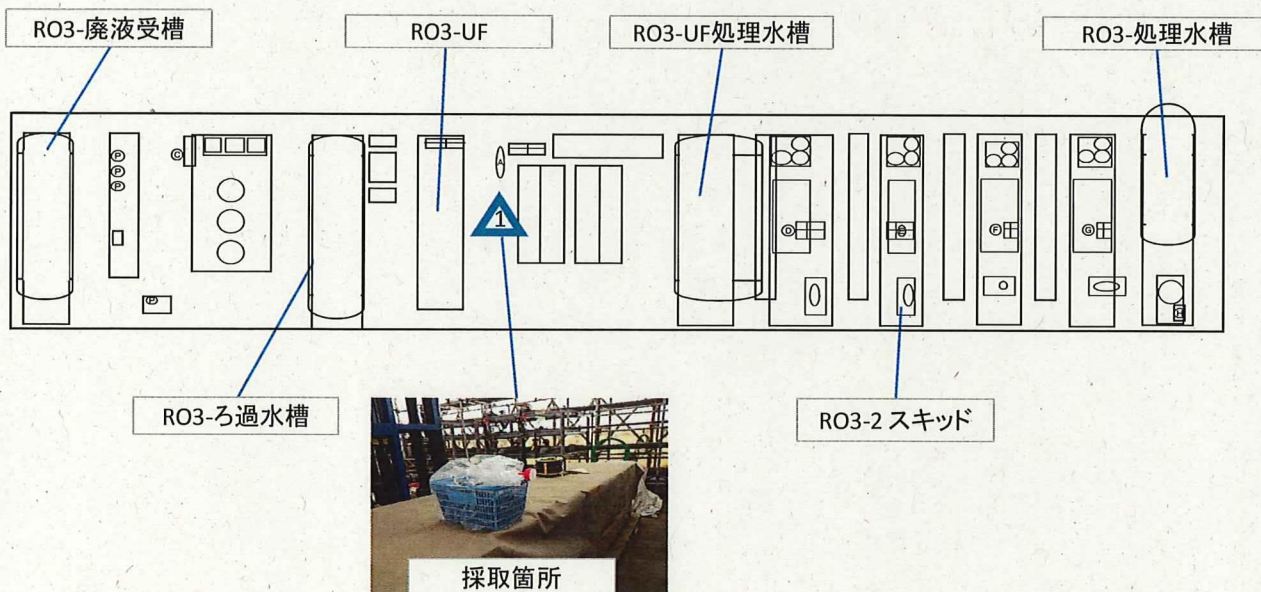 RO3-廃液受槽
RO3-UF
RO3-UF処理水槽
RO3-処理水槽
P
P
P
C
A
1
D
F
G
P
RO3-ろ過水槽
RO3-2 スキッド
採取箇所